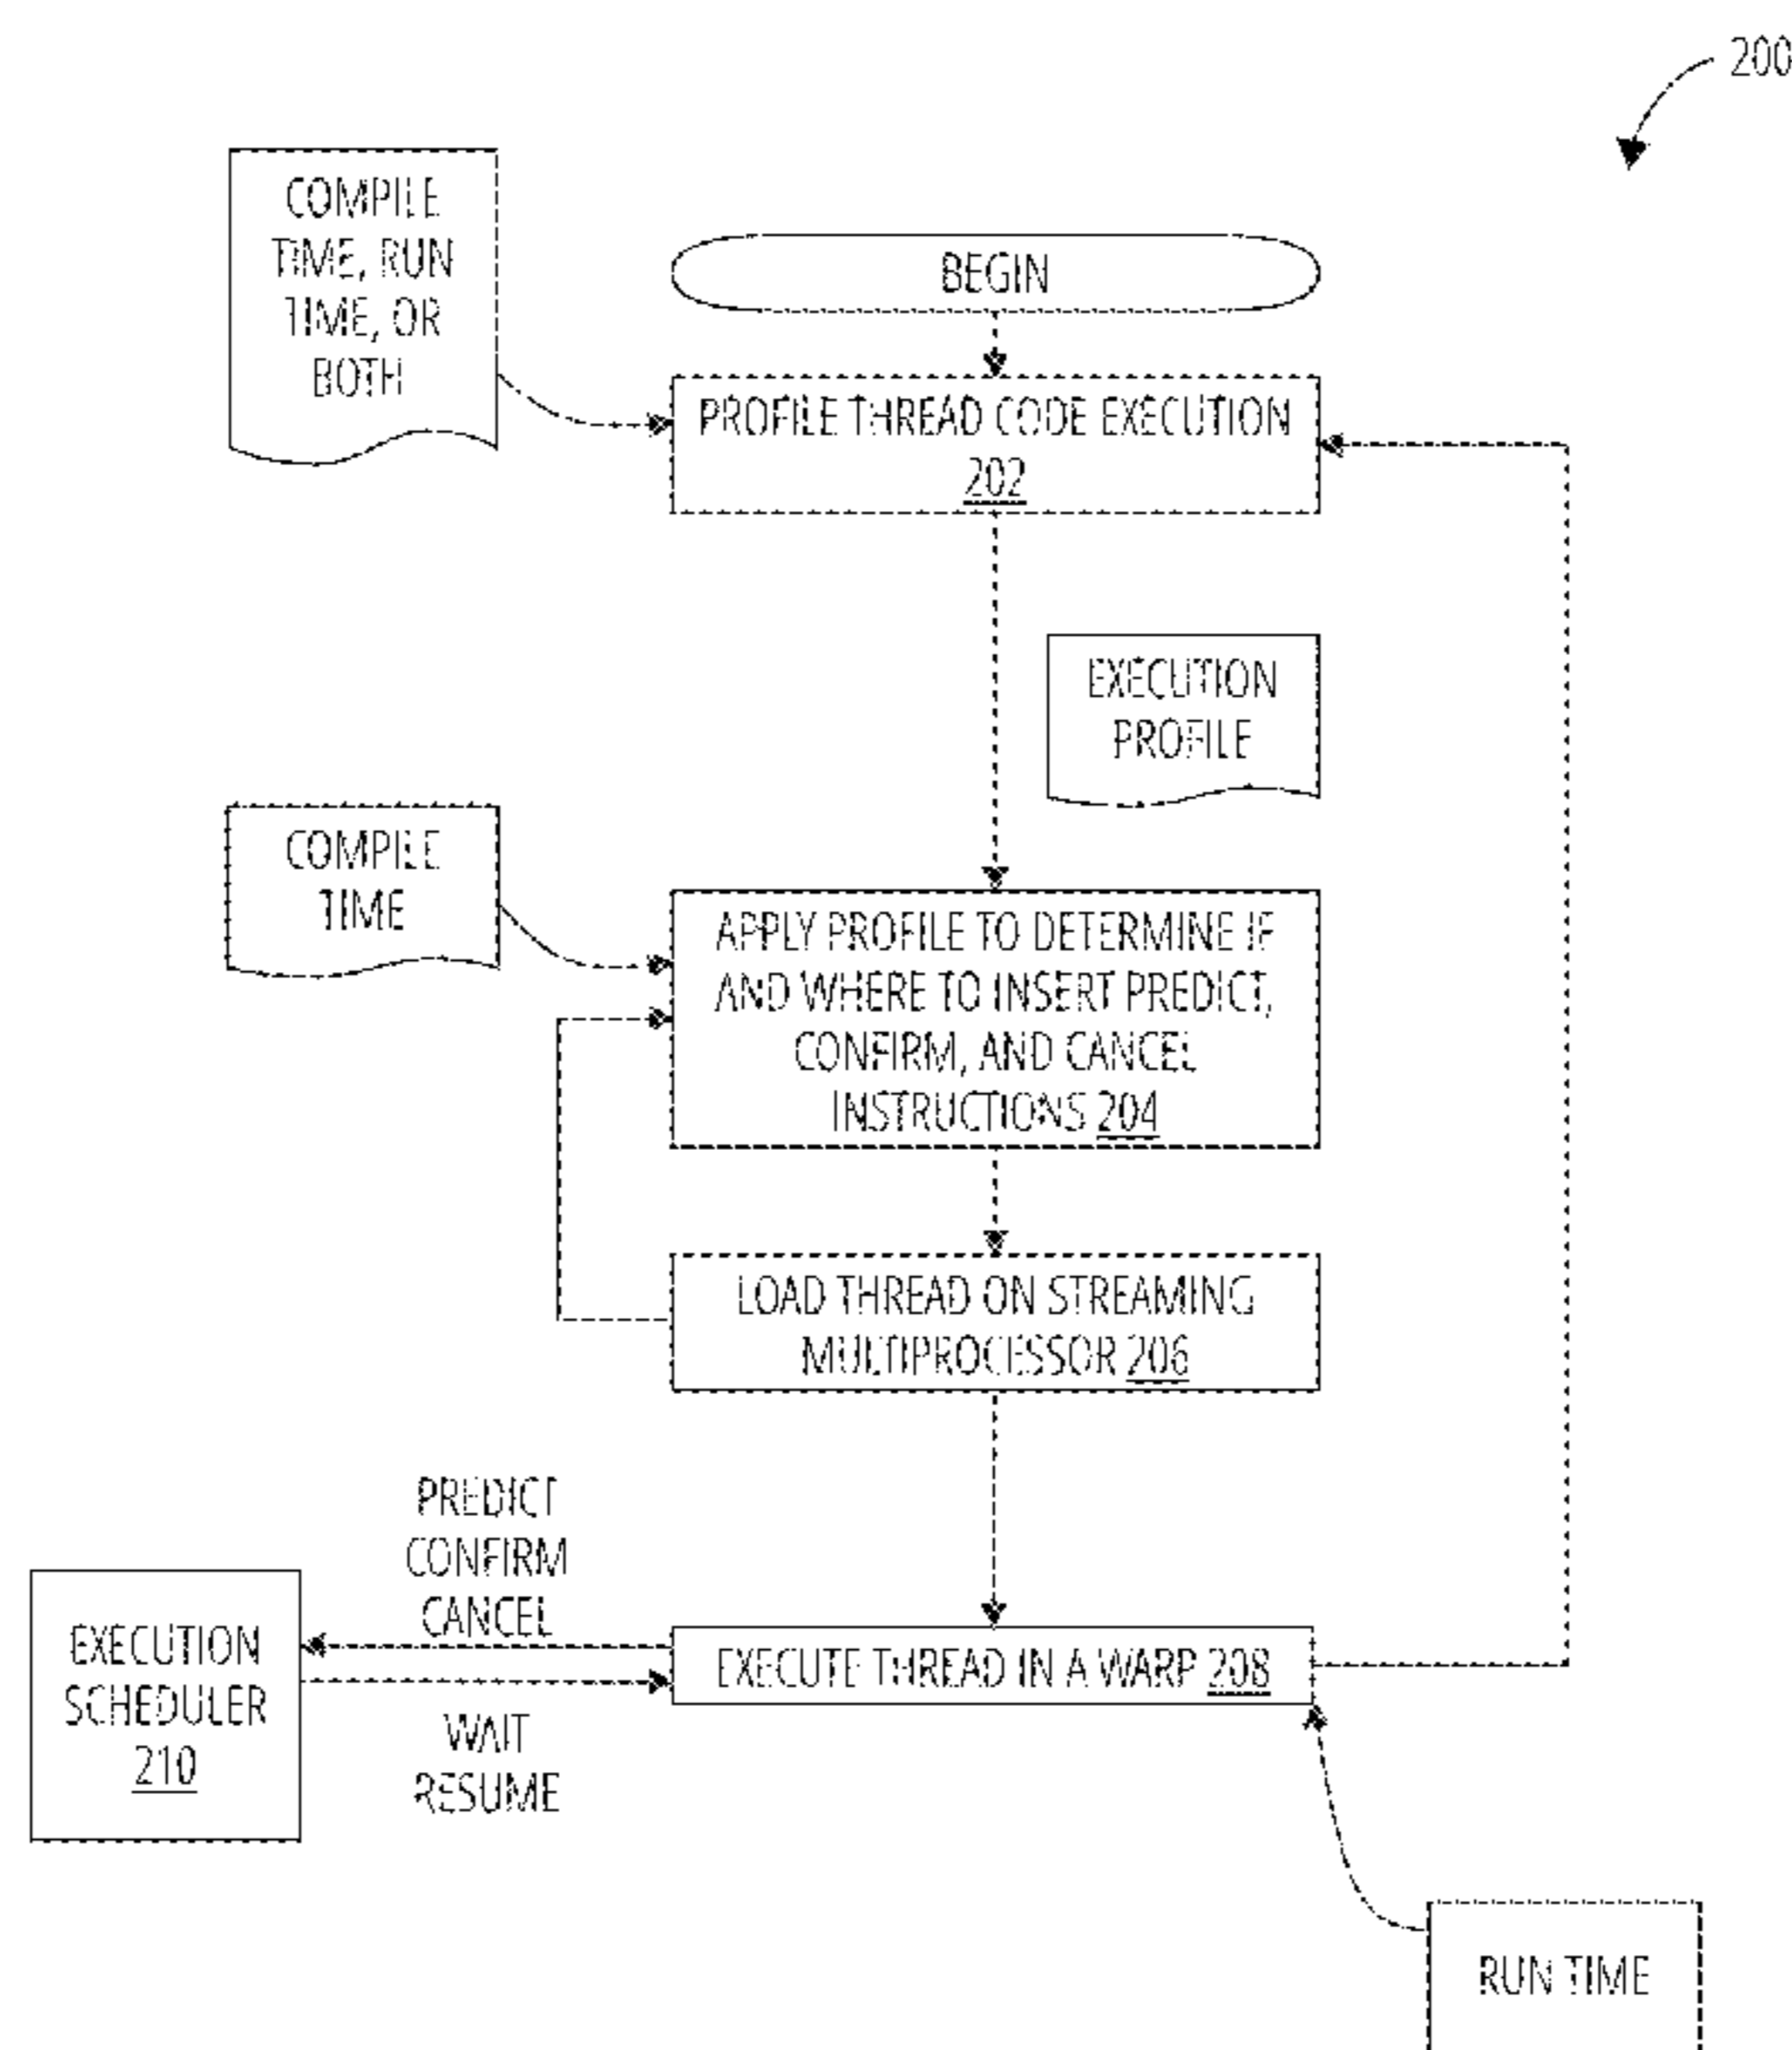 200
COMPILE
TIME, RUN
TIME, OR
BOTH
BEGIN
PROFILE THREAD CODE EXECUTION
202
EXECUTION
PROFILE
COMPILE
TIME
APPLY PROFILE TO DETERMINE IF
AND WHERE TO INSERT PREDICT,
CONFIRM, AND CANCEL
INSTRUCTIONS 204
LOAD THREAD ON STREAMING
MULTIPROCESSOR 206
PREDICT
CONFIRM
CANCEL
EXECUTION
SCHEDULER
210
EXECUTE THREAD IN A WARP 208
WAIT
RESUME
RUN TIME